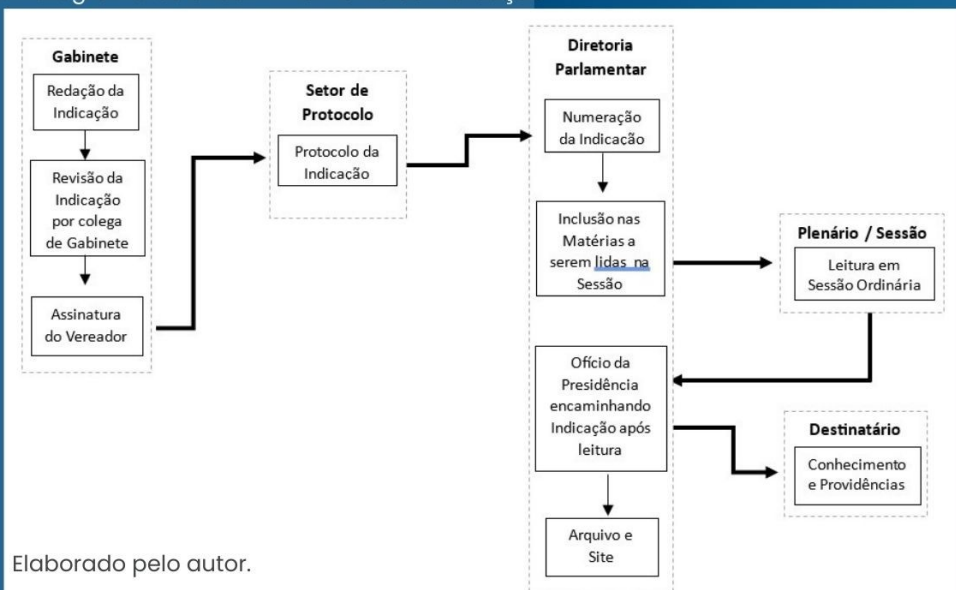 Gabinete
Redação da
Indicação
Revisão da
Indicação
por colega
de Gabinete
Assinatura
do Vereador
Setor de
Protocolo
Protocolo da
Indicação
Diretoria
Parlamentar
Numeração
da Indicação
Inclusão nas
Matérias a
serem lidas na
Sessão
Plenário / Sessão
Leitura em
Sessão Ordinária
Ofício da
Presidência
encaminhando
Indicação após
leitura
Destinatário
Conhecimento
e Providências
Arquivo e
Site
Elaborado pelo autor.